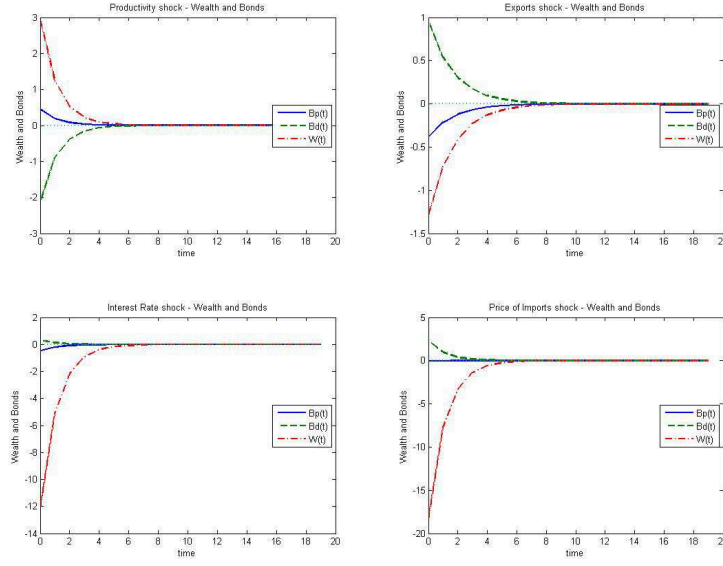 Productivity shock - Wealth and Bonds
3
2
1
0
-1
-2
-3
Wealth and Bonds
Bp(t)
Bd(t)
W(t)
0 2 4 6 8 10 12 14 16 18 20
time
Exports shock - Wealth and Bonds
1
0.5
0
-0.5
-1
-1.5
Wealth and Bonds
Bp(t)
Bd(t)
W(t)
0 2 4 6 8 10 12 14 16 18
time
Interest Rate shock - Wealth and Bonds
2
0
-2
-4
-6
-8
-10
-12
-14
Wealth and Bonds
Bp(t)
Bd(t)
W(t)
0 2 4 6 8 10 12 14 16 18 20
time
Price of Imports shock - Wealth and Bonds
5
0
-5
-10
-15
-20
Wealth and Bonds
Bp(t)
Bd(t)
W(t)
0 2 4 6 8 10 12 14 16 18
time